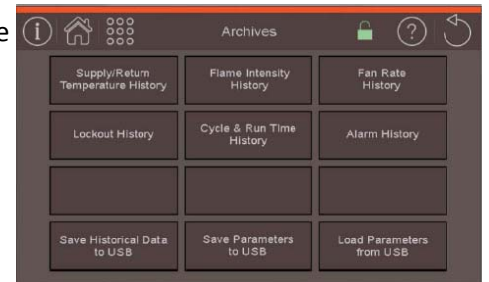 e
i
Archives
?
Supply/Return
Temperature History
Flame Intensity
History
Fan Rate
History
Lockout History
Cycle & Run Time
History
Alarm History
Save Historical Data
to USB
Save Parameters
to USB
Load Parameters
from USB